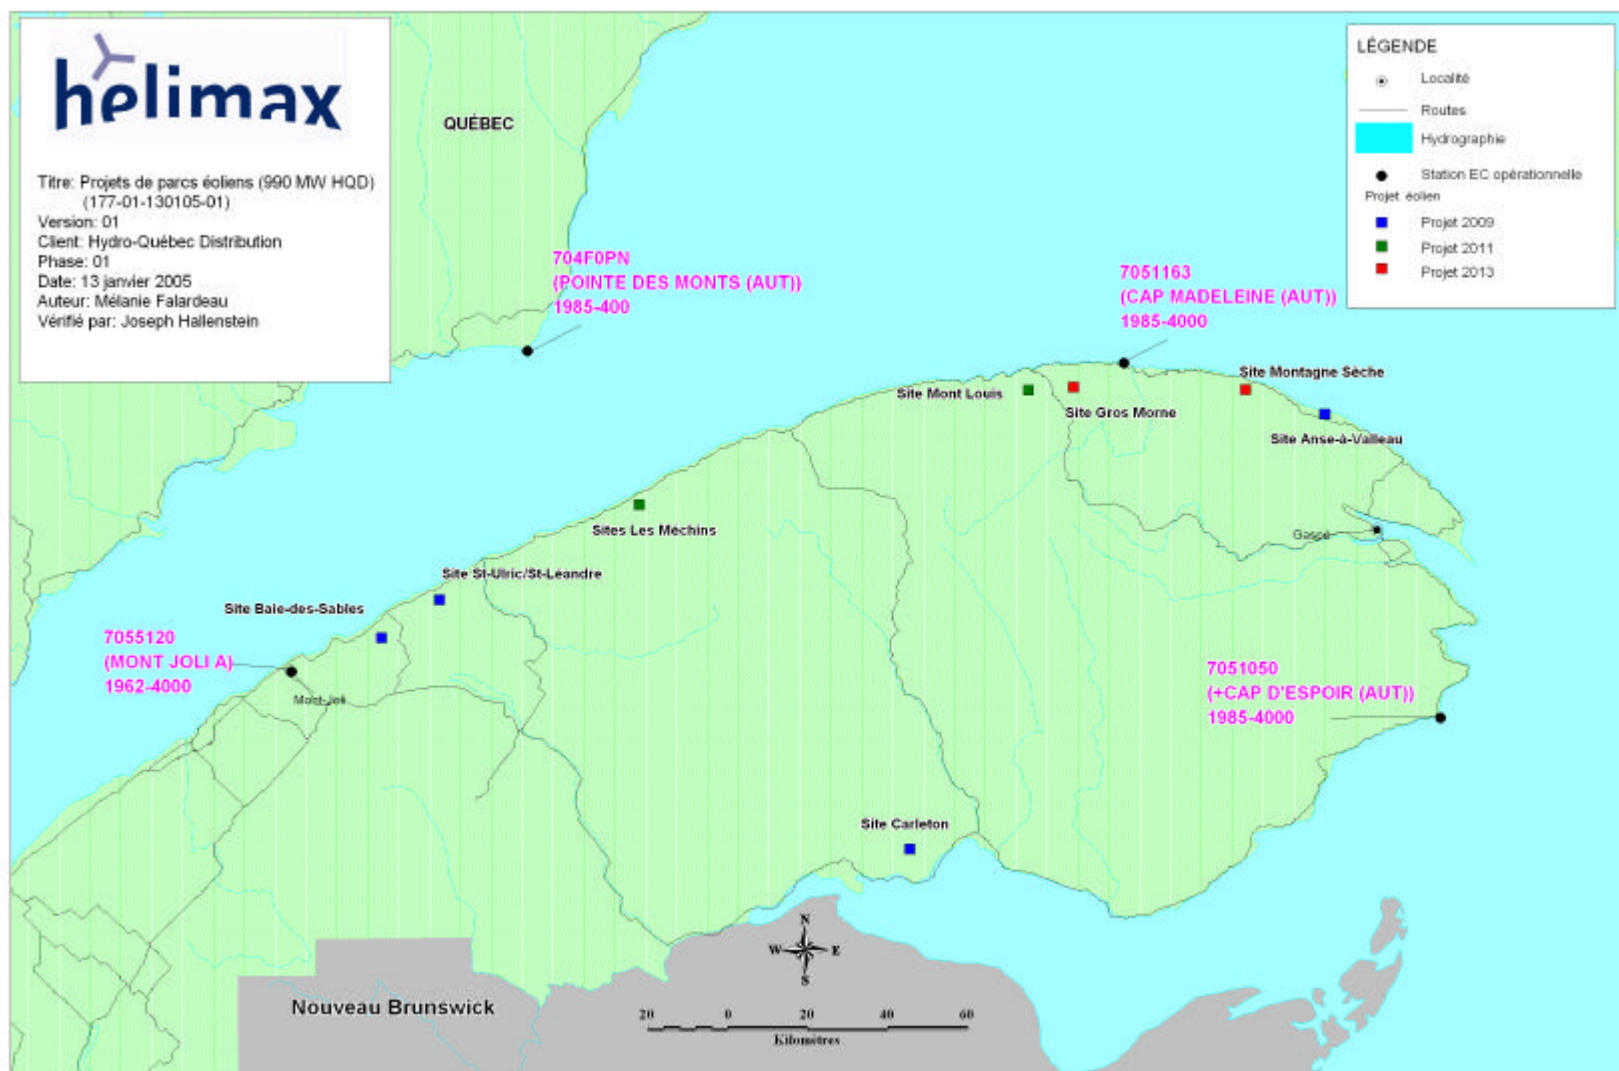 hélimax
Titre: Projets de parcs éoliens (990 MW HQD)
(177-01-130105-01)
Version: 01
Client: Hydro-Québec Distribution
Phase: 01
Date: 13 janvier 2005
Auteur: Mélanie Falardeau
Vérifié par: Joseph Hallenstein
QUÉBEC
LÉGENDE
Localité
Routes
Hydrographie
Station EC opérationnelle
Projet éolien
Projet 2009
Projet 2011
Projet 2013
704F0PN
(POINTE DES MONTS (AUT))
1985-400
7051163
(CAP MADELEINE (AUT))
1985-4000
Site Montagne Sèche
Site Mont Louis
Site Gros Morne
Site Anse-à-Valleau
Sites Les Méchins
Gaspé
Site St-Ulric/St-Léandre
Site Baie-des-Sables
7055120
(MONT JOLI A)
1962-4000
Mont-Joli
7051050
(+CAP D'ESPOIR (AUT))
1985-4000
Site Carleton
N
W E
S
Nouveau Brunswick
20 0 20 40 60
Kilomètres